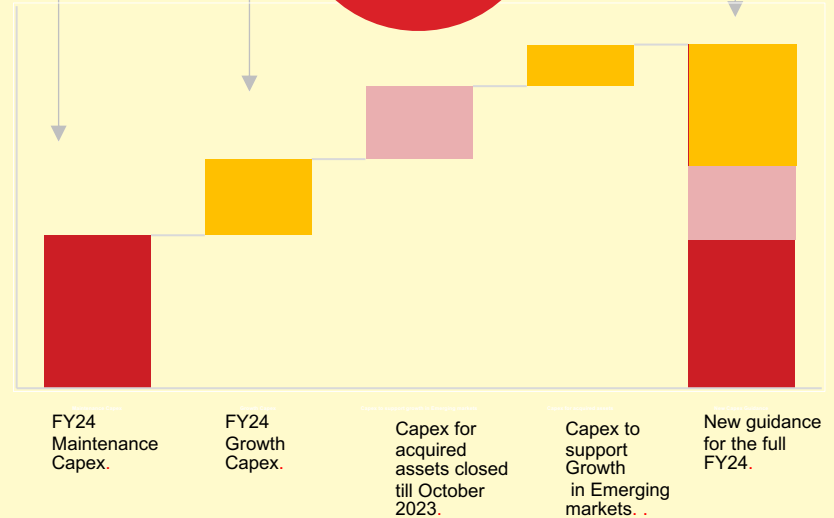 FY24
Maintenance
Capex.
FY24
Growth
Capex.
Capex for
acquired
assets closed
till October
2023.
Capex to
support
Growth
in Emerging
markets. .
New guidance
for the full
FY24.